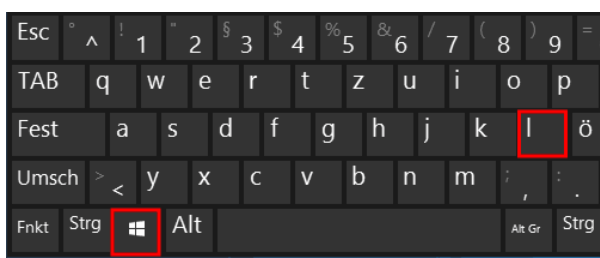 Esc ° ^ ! 1 " 2 § 3 $ 4 % 5 & 6 / 7 ( 8 ) 9 =
TAB q w e r t z u i o p
Fest a s d f g h j k l ö
Umsch > < y x c v b n m ; , : .
Fnkt Strg Alt Alt Gr Strg